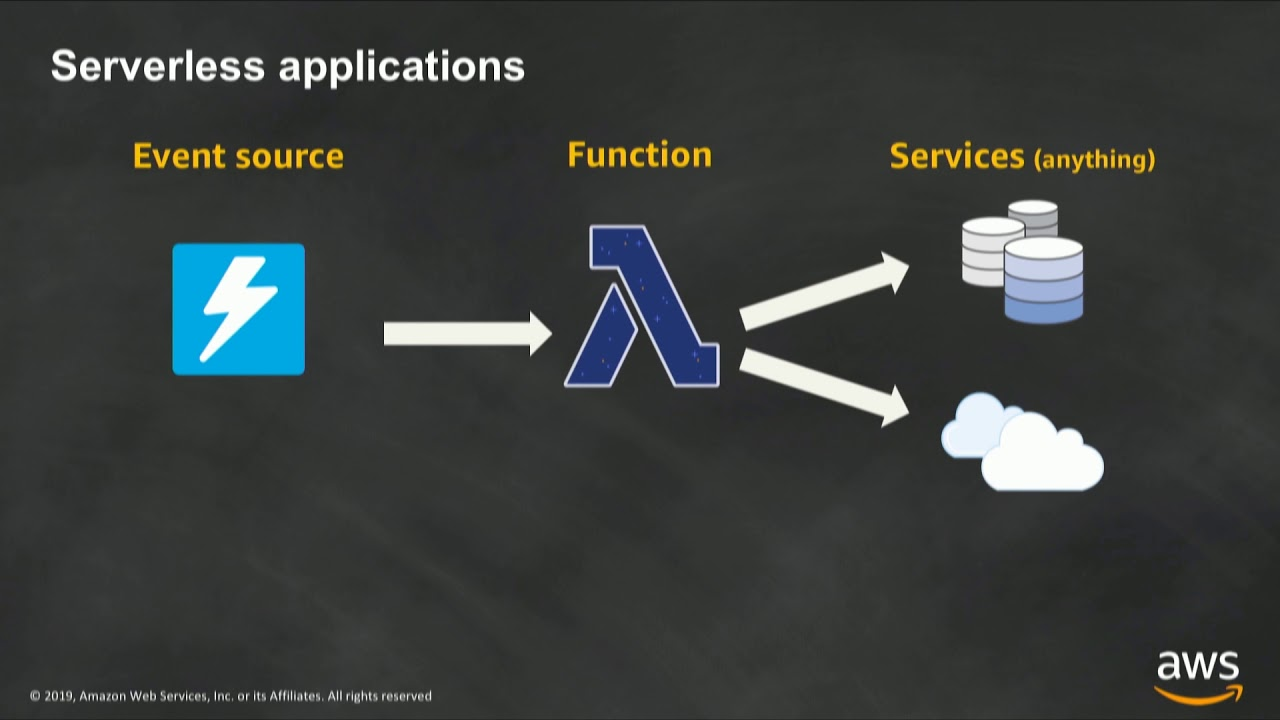 Serverless applications
Event source
Function
Services (anything)
aws
© 2019, Amazon Web Services, Inc. or its Affiliates. All rights reserved